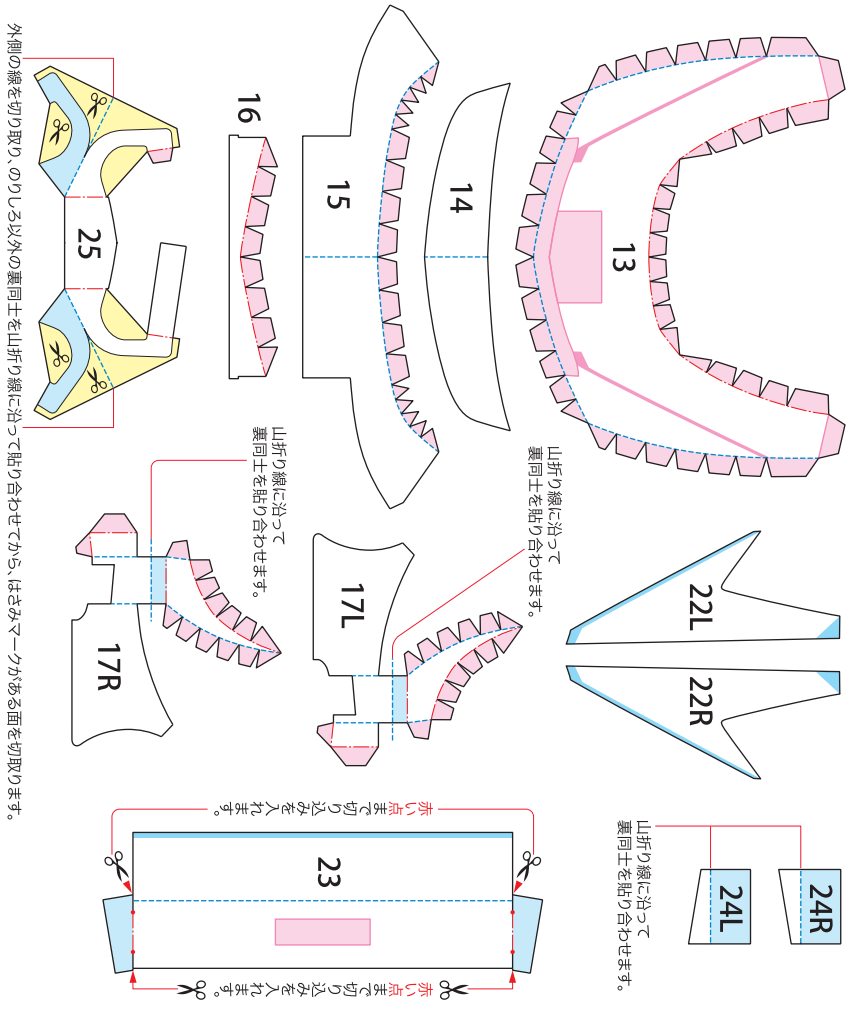 13
14
15
16
25
外側の線を切り取り、のりしろ以外の裏同士を山折り線に沿って貼り合わせてから、はさみマークがある面を切取ります。
22L
22R
山折り線に沿って
裏同士を貼り合わせます。
17L
山折り線に沿って
裏同士を貼り合わせます。
17R
山折り線に沿って
裏同士を貼り合わせます。
24R
24L
赤い点まで切り込みを入れます。
23
赤い点まで切り込みを入れます。